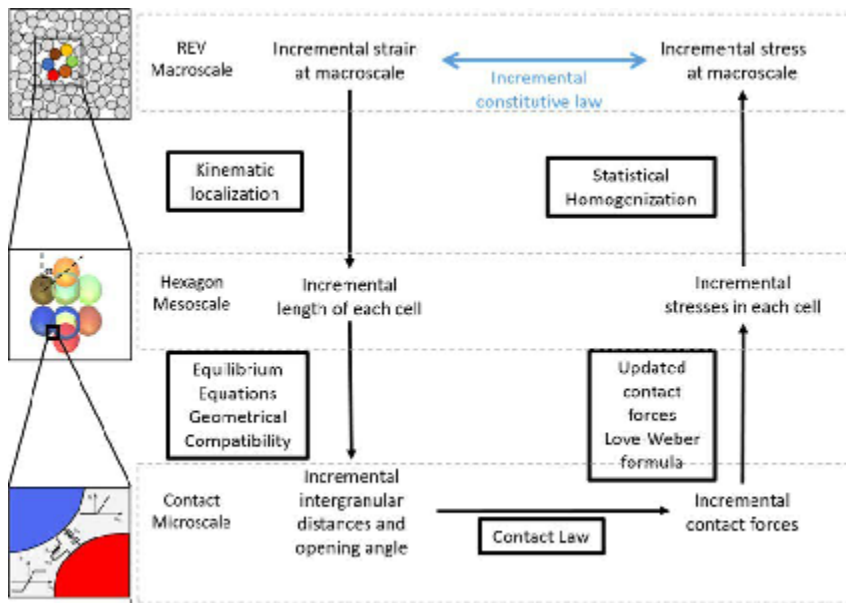 REV
Macroscale
Incremental strain
at macroscale
Incremental
constitutive law
Incremental stress
at macroscale
Kinematic
localization
Statistical
Homogenization
Hexagon
Mesoscale
Incremental
length of each cell
Incremental
stresses in each cell
Equilibrium
Equations
Geometrical
Compatibility
Updated
contact
forces
Love-Weber
formula
Contact
Microscale
Incremental
intergranular
distances and
opening angle
Contact Law
Incremental
contact forces